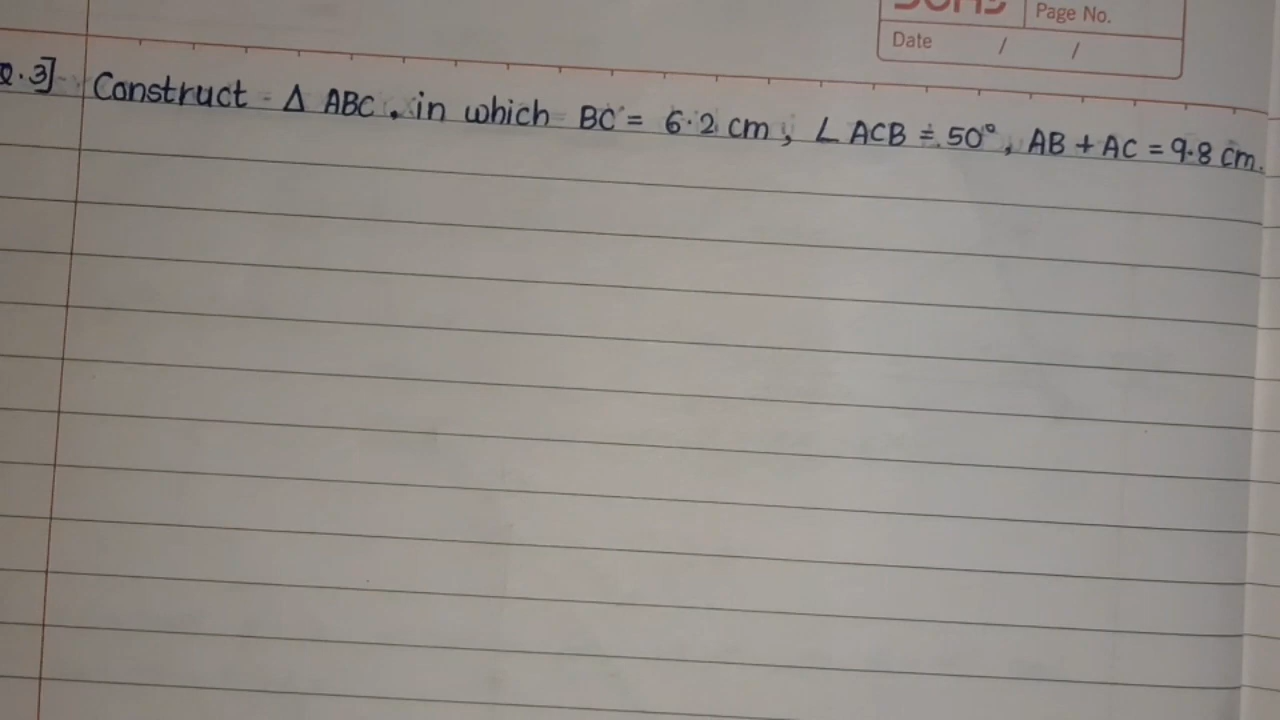 Page No.
Date / /
Q.3] Construct Δ ABC, in which BC = 6.2 cm, ∠ ACB = 50°, AB + AC = 9.8 cm.